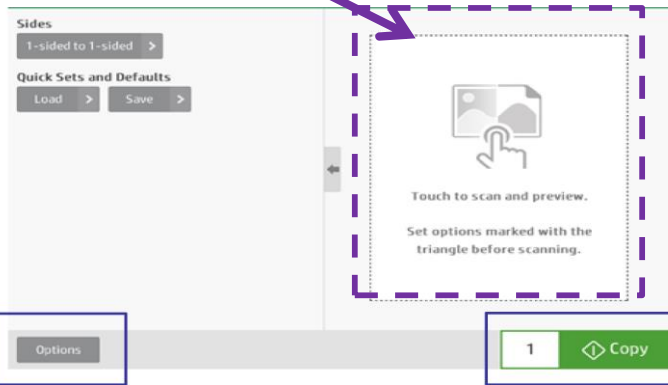 Sides
1-sided to 1-sided >
Quick Sets and Defaults
Load > Save >
Touch to scan and preview.
Set options marked with the
triangle before scanning.
Options
1 Copy